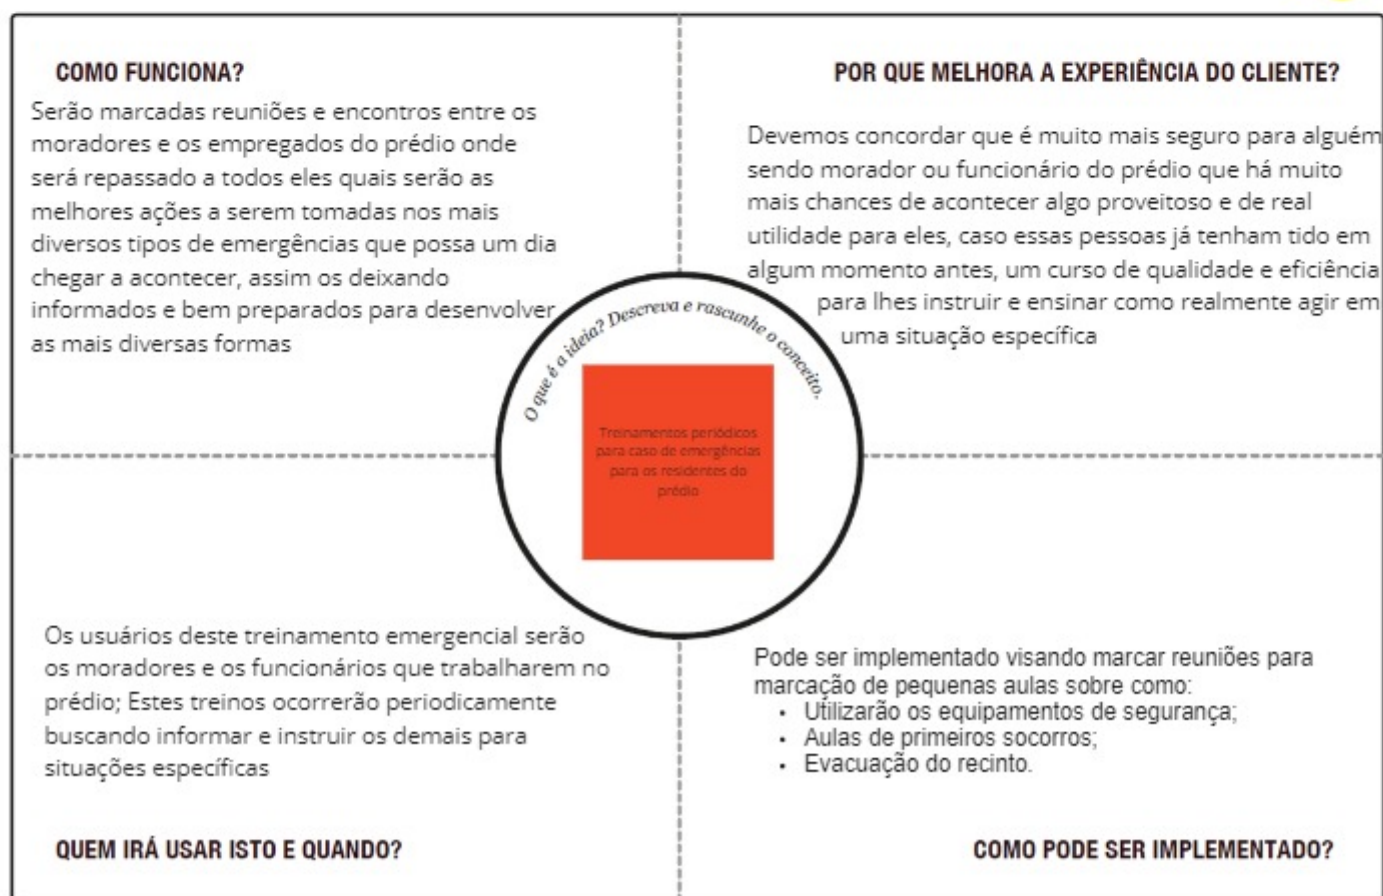 COMO FUNCIONA?
Serão marcadas reuniões e encontros entre os
moradores e os empregados do prédio onde
será repassado a todos eles quais serão as
melhores ações a serem tomadas nos mais
diversos tipos de emergências que possa um dia
chegar a acontecer, assim os deixando
informados e bem preparados para desenvolver
as mais diversas formas
POR QUE MELHORA A EXPERIÊNCIA DO CLIENTE?
Devemos concordar que é muito mais seguro para alguém
sendo morador ou funcionário do prédio que há muito
mais chances de acontecer algo proveitoso e de real
utilidade para eles, caso essas pessoas já tenham tido em
algum momento antes, um curso de qualidade e eficiência
para lhes instruir e ensinar como realmente agir em
uma situação específica
O que é a ideia? Descreva e rascunhe o conceito.
Treinamentos periódicos
para caso de emergências
para os residentes do
prédio
Os usuários deste treinamento emergencial serão
os moradores e os funcionários que trabalharem no
prédio; Estes treinos ocorrerão periodicamente
buscando informar e instruir os demais para
situações específicas
QUEM IRÁ USAR ISTO E QUANDO?
Pode ser implementado visando marcar reuniões para
marcação de pequenas aulas sobre como:
• Utilizarão os equipamentos de segurança;
• Aulas de primeiros socorros;
• Evacuação do recinto.
COMO PODE SER IMPLEMENTADO?